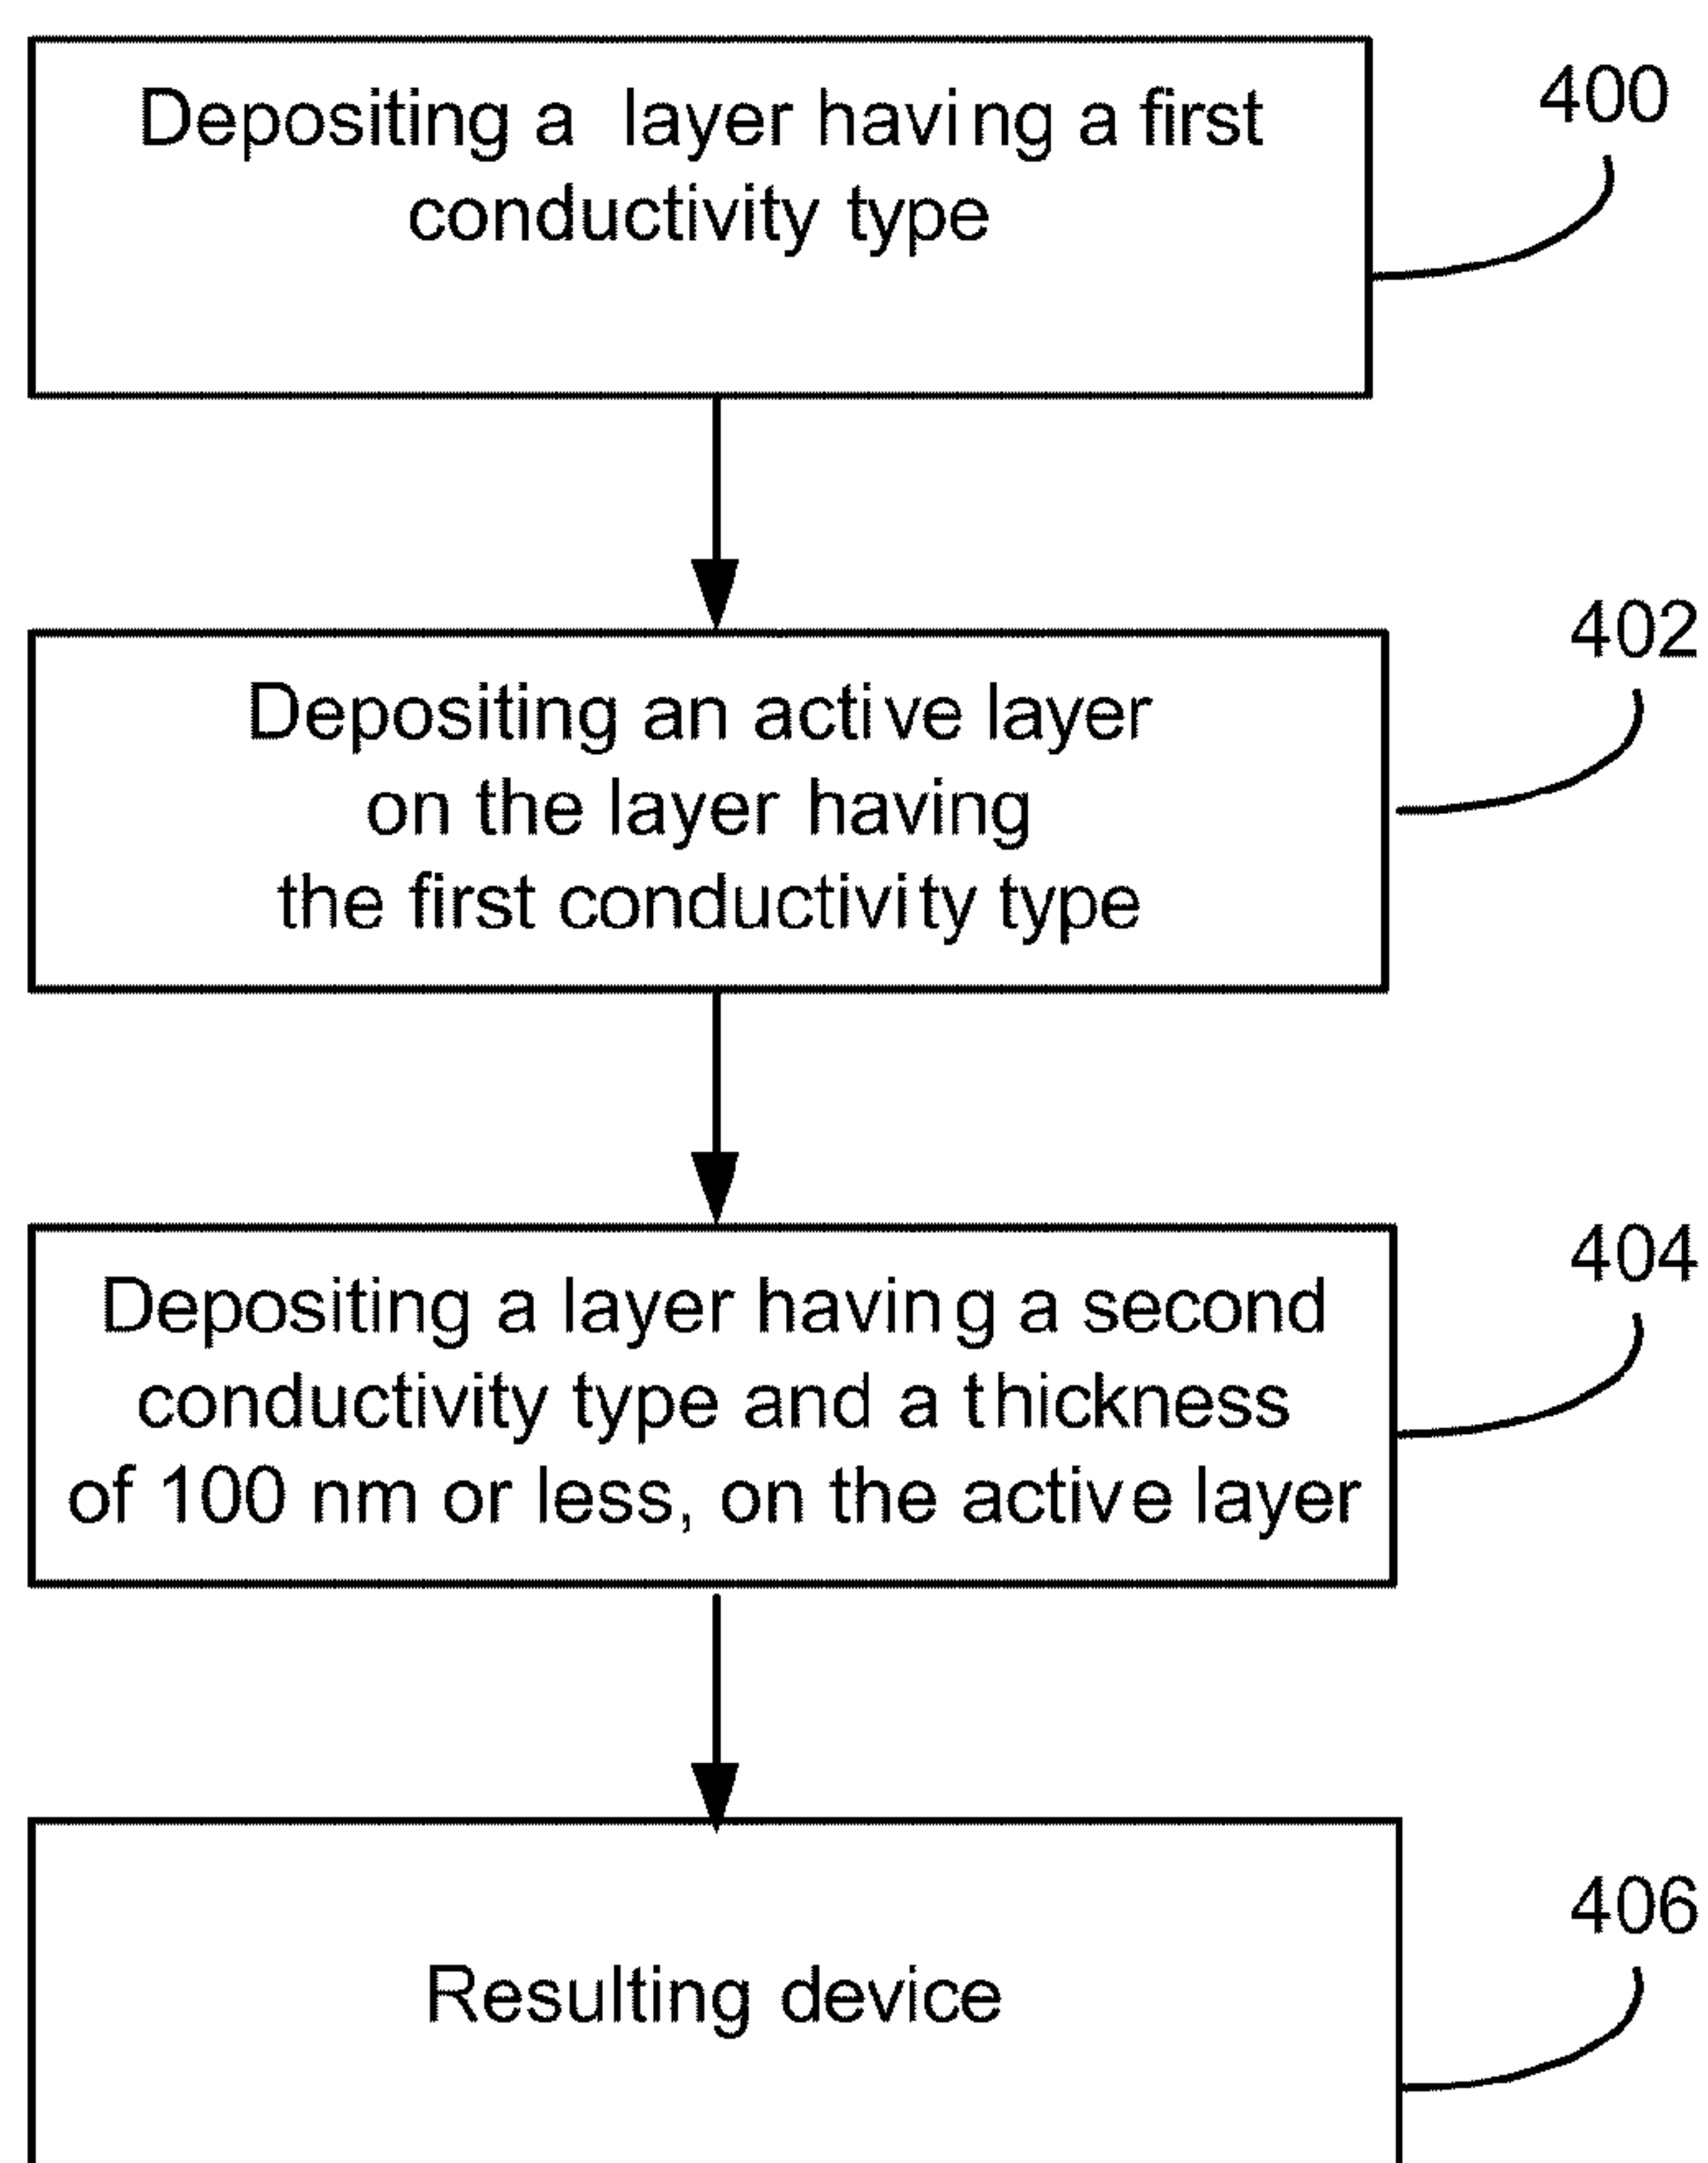 Depositing a layer having a first
conductivity type
400
Depositing an active layer
on the layer having
the first conductivity type
402
Depositing a layer having a second
conductivity type and a thickness
of 100 nm or less, on the active layer
404
Resulting device
406